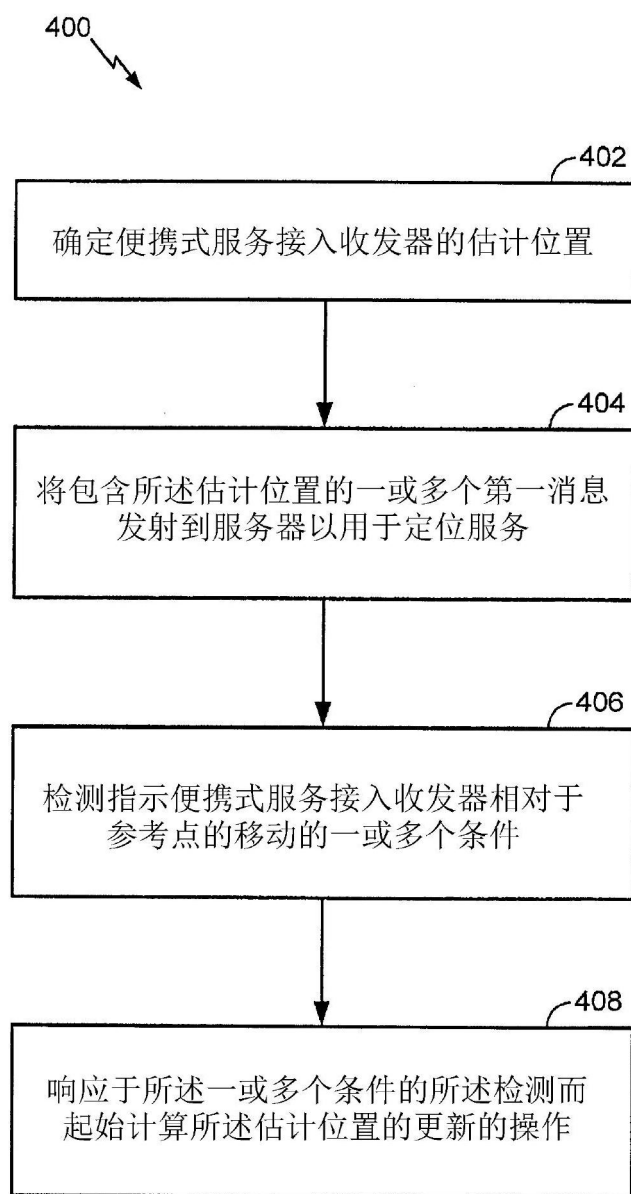 400
402
确定便携式服务接入收发器的估计位置
404
将包含所述估计位置的一或多个第一消息
发射到服务器以用于定位服务
406
检测指示便携式服务接入收发器相对于
参考点的移动的一或多个条件
408
响应于所述一或多个条件的所述检测而
起始计算所述估计位置的更新的操作